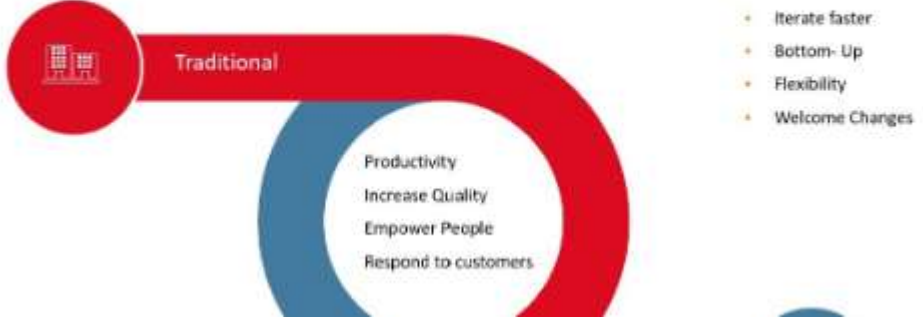 Traditional
Productivity
Increase Quality
Empower People
Respond to customers
Iterate faster
Bottom- Up
Flexibility
Welcome Changes